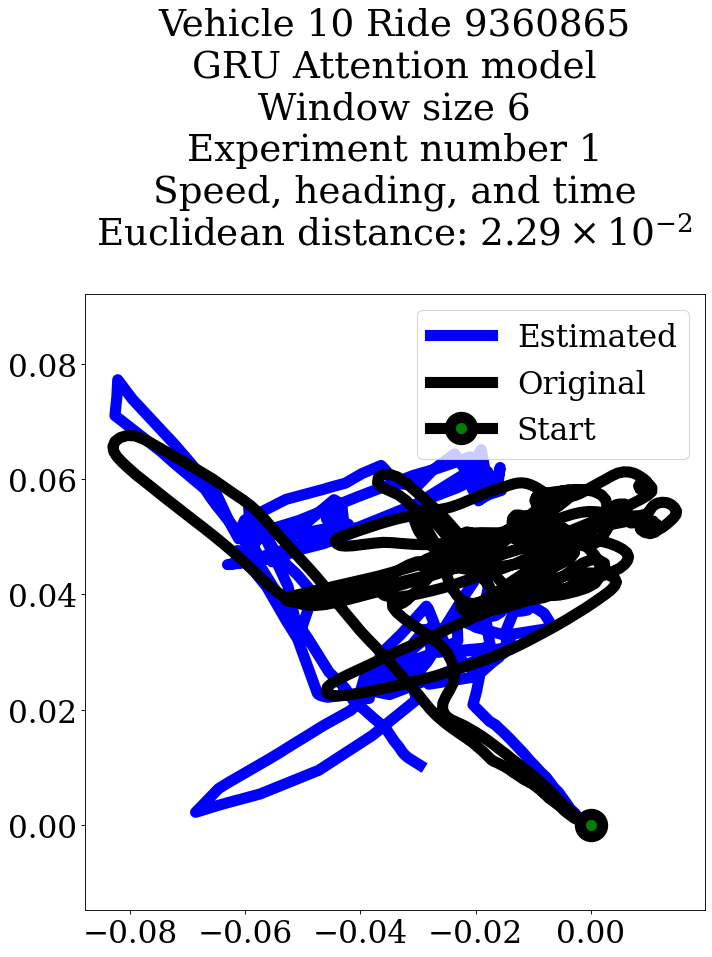 Vehicle 10 Ride 9360865
GRU Attention model
Window size 6
Experiment number 1
Speed, heading, and time
Euclidean distance: 2.29 × 10⁻²
Estimated
Original
Start
0.08
0.06
0.04
0.02
0.00
−0.08 −0.06 −0.04 −0.02 0.00